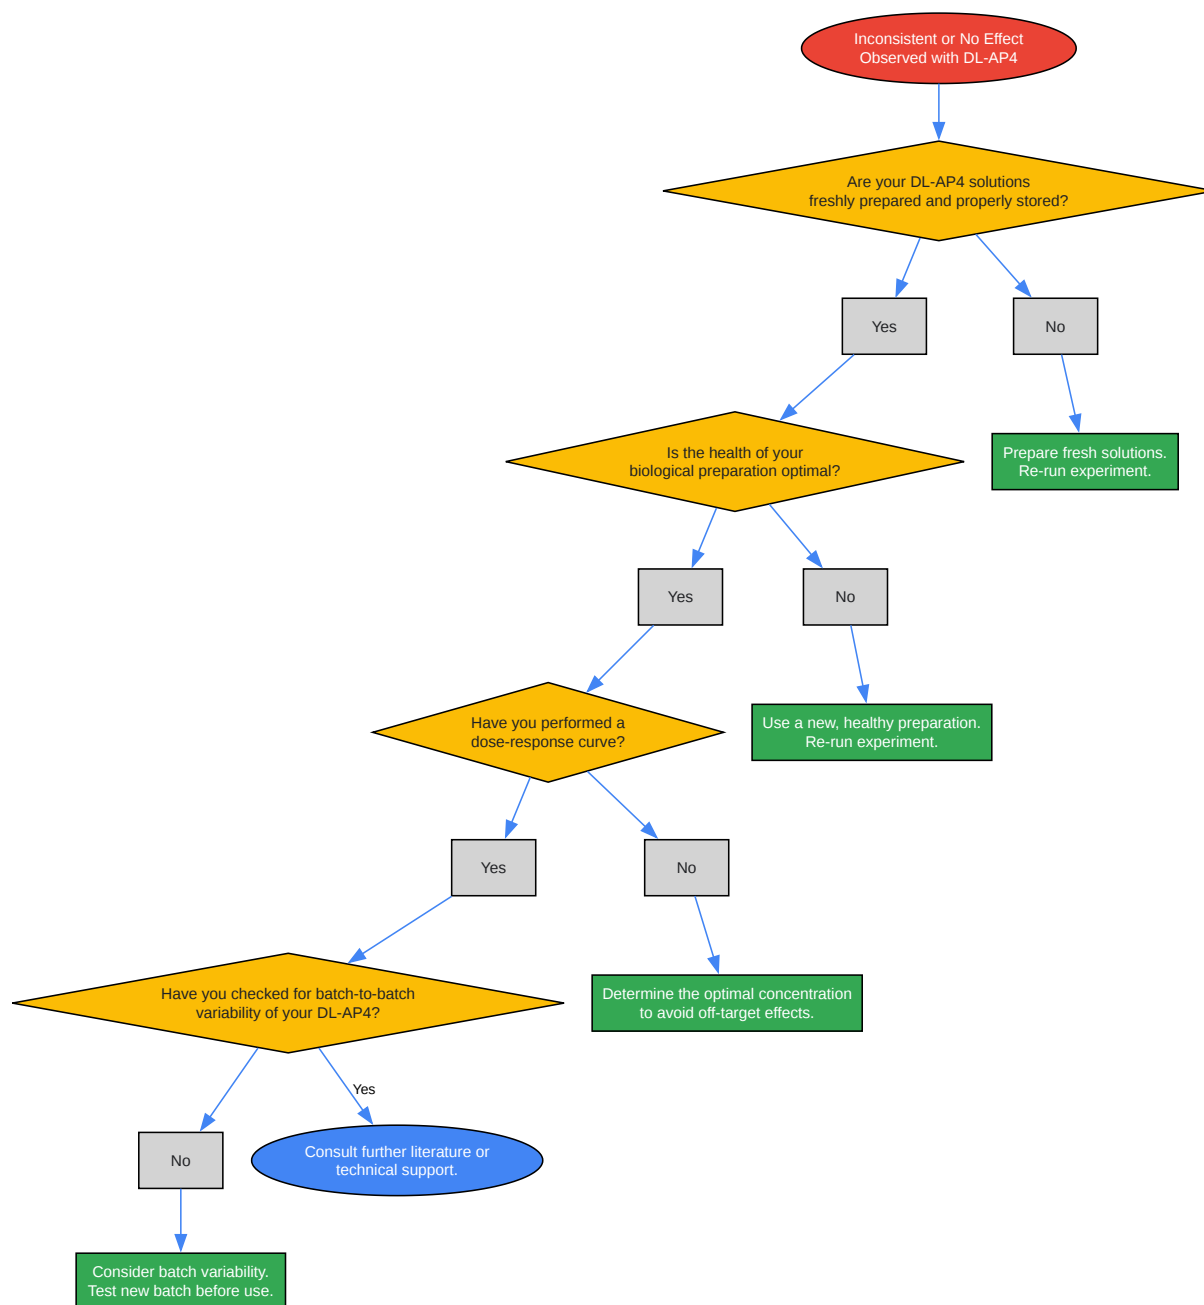 Inconsistent or No Effect
Observed with DL-AP4
Are your DL-AP4 solutions
freshly prepared and properly stored?
Yes
No
Prepare fresh solutions.
Re-run experiment.
Is the health of your
biological preparation optimal?
Yes
No
Use a new, healthy preparation.
Re-run experiment.
Have you performed a
dose-response curve?
Yes
No
Determine the optimal concentration
to avoid off-target effects.
Have you checked for batch-to-batch
variability of your DL-AP4?
Yes
No
Consult further literature or
technical support.
Consider batch variability.
Test new batch before use.